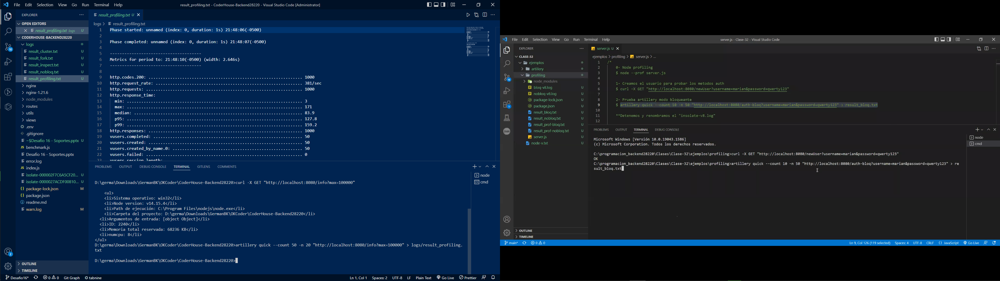 File Edit Selection View Go Run Terminal Help
result_profiling.txt - CoderHouse-Backend28220 - Visual Studio Code [Administrator]
EXPLORER
OPEN EDITORS
result_profiling.txt logs U
CODERHOUSE-BACKEND28220
logs
result_cluster.txt U
result_fork.txt U
result_inspect.txt U
result_nobloq.txt U
result_profiling.txt U
nginx
nginx-1.21.6
node_modules
routes
utils
views
.env
.gitignore
~$Desafio 16 - Soportes.pptx U
JS benchmark.js
Desafio 16 - Soportes.pptx
error.log
JS index.js
isolate-000002F7C6A5CF20... U
isolate-0000027ACDF00810... U
{} package-lock.json M
{} package.json
readme.md
warn.log M
OUTLINE
TIMELINE
10
2
result_profiling.txt U
logs > result_profiling.txt
1 Phase started: unnamed (index: 0, duration: 1s) 21:48:06(-0500)
2
3 Phase completed: unnamed (index: 0, duration: 1s) 21:48:07(-0500)
4
5 --------------------------------------
6 Metrics for period to: 21:48:10(-0500) (width: 2.646s)
7 --------------------------------------
8
9 http.codes.200: ................................................................ 1000
10 http.request_rate: ............................................................. 381/sec
11 http.requests: ................................................................. 1000
12 http.response_time:
13 min: ......................................................................... 3
14 max: ......................................................................... 171
15 median: ...................................................................... 83.9
16 p95: ......................................................................... 127.8
17 p99: ......................................................................... 159.2
18 http.responses: ................................................................ 1000
19 vusers.completed: .............................................................. 50
20 vusers.created: ................................................................ 50
21 vusers.created_by_name.0: ...................................................... 50
22 vusers.failed: ................................................................. 0
23 vusers.session_length:
PROBLEMS OUTPUT DEBUG CONSOLE TERMINAL GITLENS COMMENTS
node
cmd
D:\germa\Downloads\GermanBK\OKCoder\CoderHouse-Backend28220>curl -X GET "http://localhost:8080/info?max=100000"
<ul>
<li>Sistema operativo: win32</li>
<li>Node version: v14.15.4</li>
<li>Path de ejecución: C:\Program Files\nodejs\node.exe</li>
<li>Carpeta del proyecto: D:\germa\Downloads\GermanBK\OKCoder\CoderHouse-Backend28220</li>
<li>Argumentos de entrada: [object Object]</li>
<li>ID: 2240</li>
<li>Memoria total reservada: 68236 KB</li>
<li>numcpu: 8</li>
</ul>
D:\germa\Downloads\GermanBK\OKCoder\CoderHouse-Backend28220>artillery quick --count 50 -n 20 "http://localhost:8080/info?max=100000" > logs/result_profiling.
txt
D:\germa\Downloads\GermanBK\OKCoder\CoderHouse-Backend28220>
Desafio16* 0 0 Git Graph tabnine
Ln 1, Col 1 Spaces: 2 UTF-8 LF Plain Text Go Live Prettier
File Edit Selection View Go Run Terminal Help
server.js - Clase-32 - Visual Studio Code
EXPLORER
CLASE-32
ejemplos
artillery
profiling
node_modules
bloq-v8.log U
nobloq-v8.log U
package-lock.json U
package.json U
result_bloq.txt U
result_nobloq.txt U
result_prof-bloq.txt U
result_prof-nobloq.txt U
server.js U
node-v.txt U
OUTLINE
TIMELINE
15
1
Json
server.js U
ejemplos > profiling > server.js > ...
1 /*
2 0- Node profiling
3 $ node --prof server.js
4
5 1- Creamos el usuario para probar los metodos auth
6 $ curl -X GET "http://localhost:8080/newUser?username=marian&password=qwerty123"
7
8 2- Prueba artillery modo bloqueante
9 $ artillery quick --count 10 -n 50 "http://localhost:8080/auth-bloq?username=marian&password=qwerty123" > result_bloq.txt
10
11 **Detenemos y renombramos el "insolate-v8.log"
12
PROBLEMS OUTPUT TERMINAL DEBUG CONSOLE
node
cmd
Microsoft Windows [Versión 10.0.19043.1586]
(c) Microsoft Corporation. Todos los derechos reservados.
C:\programacion_backend28220\Clases\Clase-32\ejemplos\profiling>curl -X GET "http://localhost:8080/newUser?username=marian&password=qwerty123"
OK
C:\programacion_backend28220\Clases\Clase-32\ejemplos\profiling>artillery quick --count 10 -n 50 "http://localhost:8080/auth-bloq?username=marian&password=qwerty123" > re
sult_bloq.txt
main* 0 0
Ln 9, Col 126 (119 selected) Spaces: 4 UTF-8 CRLF {} JavaScript Go Live